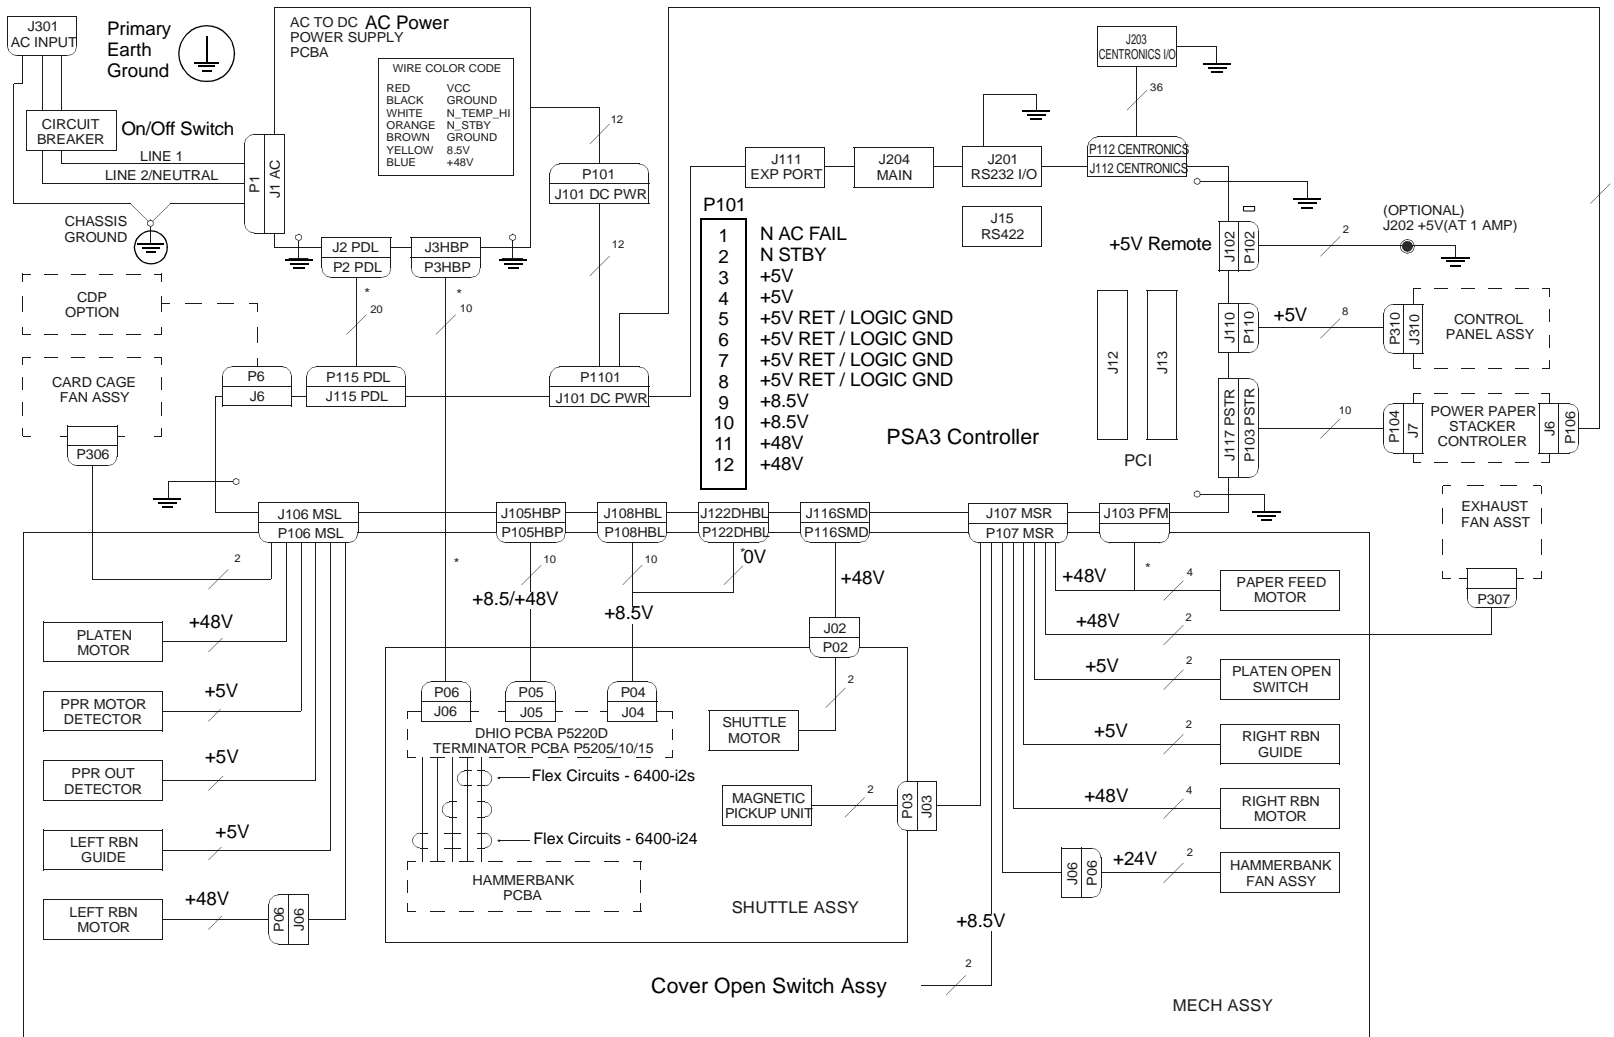 J301
AC INPUT
Primary
Earth
Ground
AC TO DC AC Power
POWER SUPPLY
PCBA
WIRE COLOR CODE
RED VCC
BLACK GROUND
WHITE N_TEMP_HI
ORANGE N_STBY
BROWN GROUND
YELLOW 8.5V
BLUE +48V
CIRCUIT
BREAKER
On/Off Switch
LINE 1
LINE 2/NEUTRAL
P1
J1 AC
CHASSIS
GROUND
12
P101
J101 DC PWR
12
J2 PDL
P2 PDL
J3HBP
P3HBP
*
20
*
10
CDP
OPTION
CARD CAGE
FAN ASSY
P306
P6
J6
P115 PDL
J115 PDL
P1101
J101 DC PWR
J203
CENTRONICS I/O
36
J111
EXP PORT
J204
MAIN
J201
RS232 I/O
P112 CENTRONICS
J112 CENTRONICS
J15
RS422
P101
1 N AC FAIL
2 N STBY
3 +5V
4 +5V
5 +5V RET / LOGIC GND
6 +5V RET / LOGIC GND
7 +5V RET / LOGIC GND
8 +5V RET / LOGIC GND
9 +8.5V
10 +8.5V
11 +48V
12 +48V
PSA3 Controller
J12
J13
PCI
+5V Remote
J102
P102
2
(OPTIONAL)
J202 +5V(AT 1 AMP)
J110
P110
+5V
8
P310
J310
CONTROL
PANEL ASSY
J117 PSTR
P103 PSTR
10
P104
J7
POWER PAPER
STACKER
CONTROLER
J6
P106
EXHAUST
FAN ASST
P307
J106 MSL
P106 MSL
J105HBP
P105HBP
J108HBL
P108HBL
J122DHBL
P122DHBL
J116SMD
P116SMD
J107 MSR
P107 MSR
J103 PFM
2
*
10
+8.5/+48V
10
+8.5V
*
0V
+48V
J02
P02
2
+48V
PLATEN
MOTOR
+5V
PPR MOTOR
DETECTOR
+5V
PPR OUT
DETECTOR
+5V
LEFT RBN
GUIDE
+48V
LEFT RBN
MOTOR
P06
J06
P06
J06
P05
J05
P04
J04
DHIO PCBA P5220D
TERMINATOR PCBA P5205/10/15
Flex Circuits - 6400-i2s
Flex Circuits - 6400-i24
HAMMERBANK
PCBA
SHUTTLE
MOTOR
MAGNETIC
PICKUP UNIT
2
P03
J03
SHUTTLE ASSY
+48V
*
4
PAPER FEED
MOTOR
+48V
2
+5V
2
PLATEN OPEN
SWITCH
+5V
2
RIGHT RBN
GUIDE
+48V
4
RIGHT RBN
MOTOR
J06
P06
+24V
2
HAMMERBANK
FAN ASSY
+8.5V
2
Cover Open Switch Assy
MECH ASSY